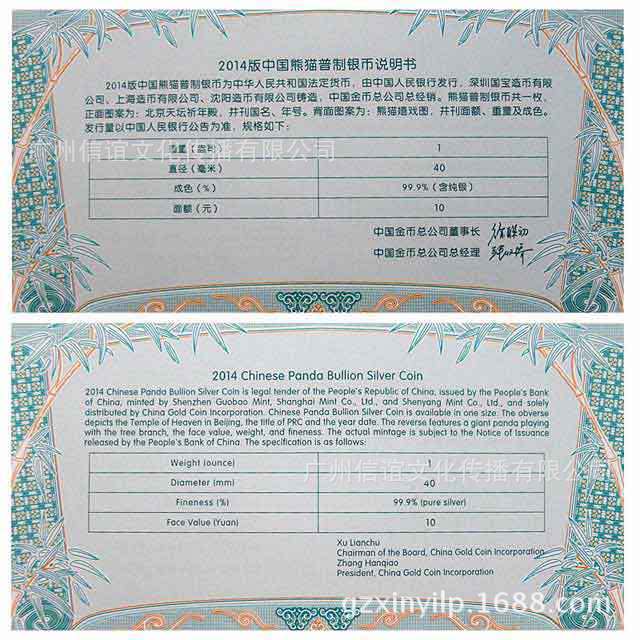 2014版中国熊猫普制银币说明书
2014版中国熊猫普制银币为中华人民共和国法定货币，由中国人民银行发行，深圳国宝造币有限
公司、上海造币有限公司、沈阳造币有限公司铸造，中国金币总公司总经销。熊猫普制银币共一枚，
正面图案为：北京天坛祈年殿，并刊国名、年号。背面图案为：熊猫嬉戏图，并刊面额、重量及成色。
发行量以中国人民银行公告为准，规格如下：
广州信谊文化传播有限公司
重量（盎司） 1
直径（毫米） 40
成色（%） 99.9%（含纯银）
面额（元） 10
中国金币总公司董事长
中国金币总公司总经理
2014 Chinese Panda Bullion Silver Coin
2014 Chinese Panda Bullion Silver Coin is legal tender of the People's Republic of China, issued by the People's Bank
of China, minted by Shenzhen Guobao Mint, Shanghai Mint Co., Ltd., and Shenyang Mint Co., Ltd., and solely
distributed by China Gold Coin Incorporation. Chinese Panda Bullion Silver Coin is available in one size. The obverse
depicts the Temple of Heaven in Beijing, the title of PRC and the year date. The reverse features a giant panda playing
with the tree branch, the face value, weight, and fineness. The actual mintage is subject to the Notice of Issuance
released by the People's Bank of China. The specification is as follows:
广州信谊文化传播有限公司
Weight (ounce) 1
Diameter (mm) 40
Fineness (%) 99.9% (pure silver)
Face Value (Yuan) 10
Xu Lianchu
Chairman of the Board, China Gold Coin Incorporation
Zhang Hanqiao
President, China Gold Coin Incorporation
gzxinyilp.1688.com